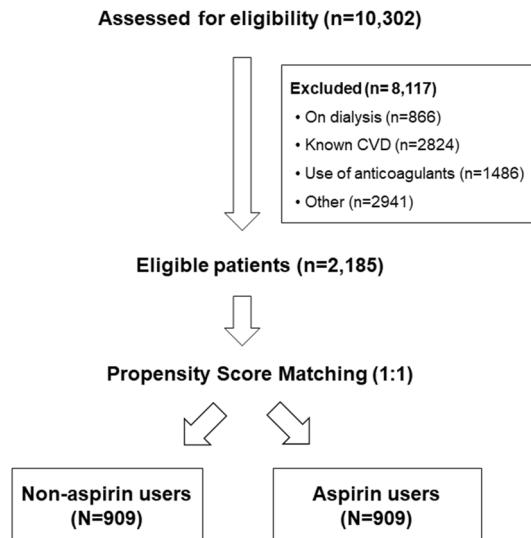 Assessed for eligibility (n=10,302)
Excluded (n= 8,117)
• On dialysis (n=866)
• Known CVD (n=2824)
• Use of anticoagulants (n=1486)
• Other (n=2941)
Eligible patients (n=2,185)
Propensity Score Matching (1:1)
Non-aspirin users
(N=909)
Aspirin users
(N=909)